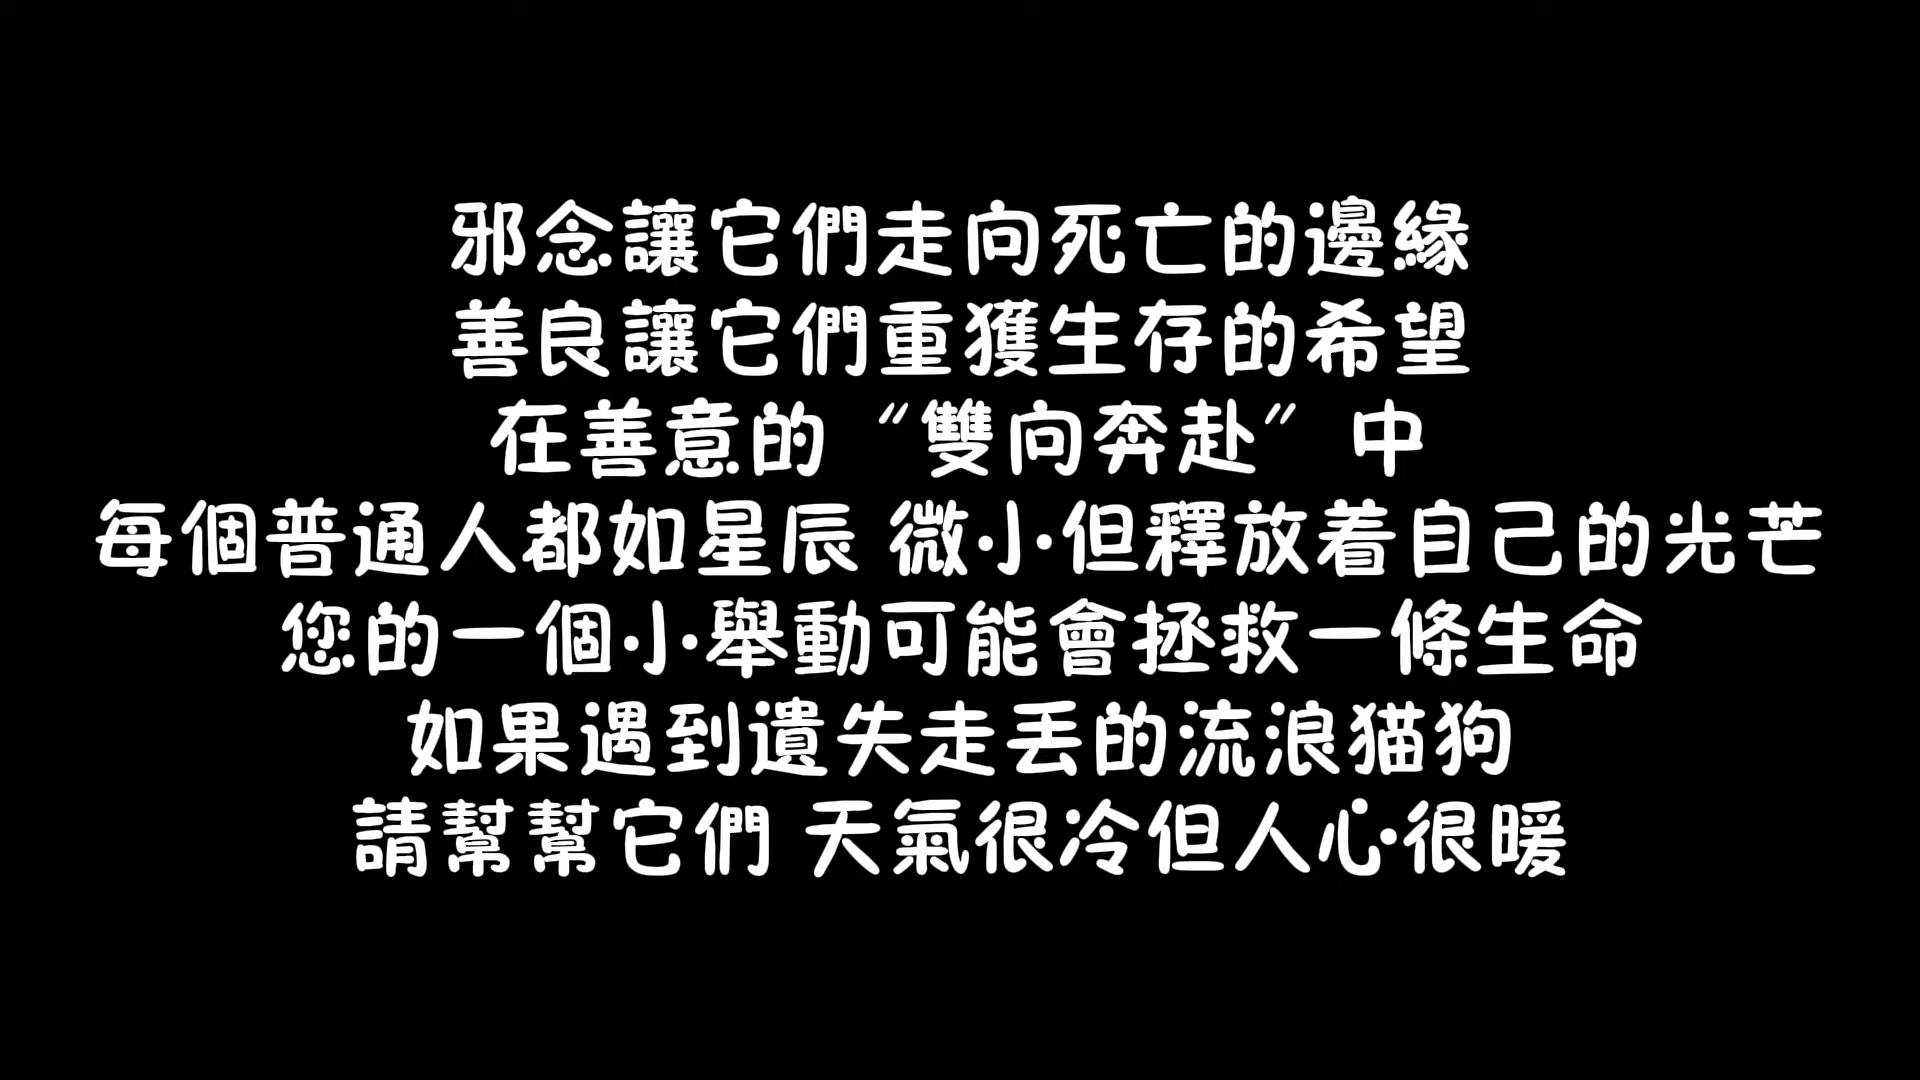 邪念讓它們走向死亡的邊緣
善良讓它們重獲生存的希望
在善意的“雙向奔赴”中
每個普通人都如星辰 微小但釋放着自己的光芒
您的一個小舉動可能會拯救一條生命
如果遇到遺失走丟的流浪猫狗
請幫幫它們 天氣很冷但人心很暖